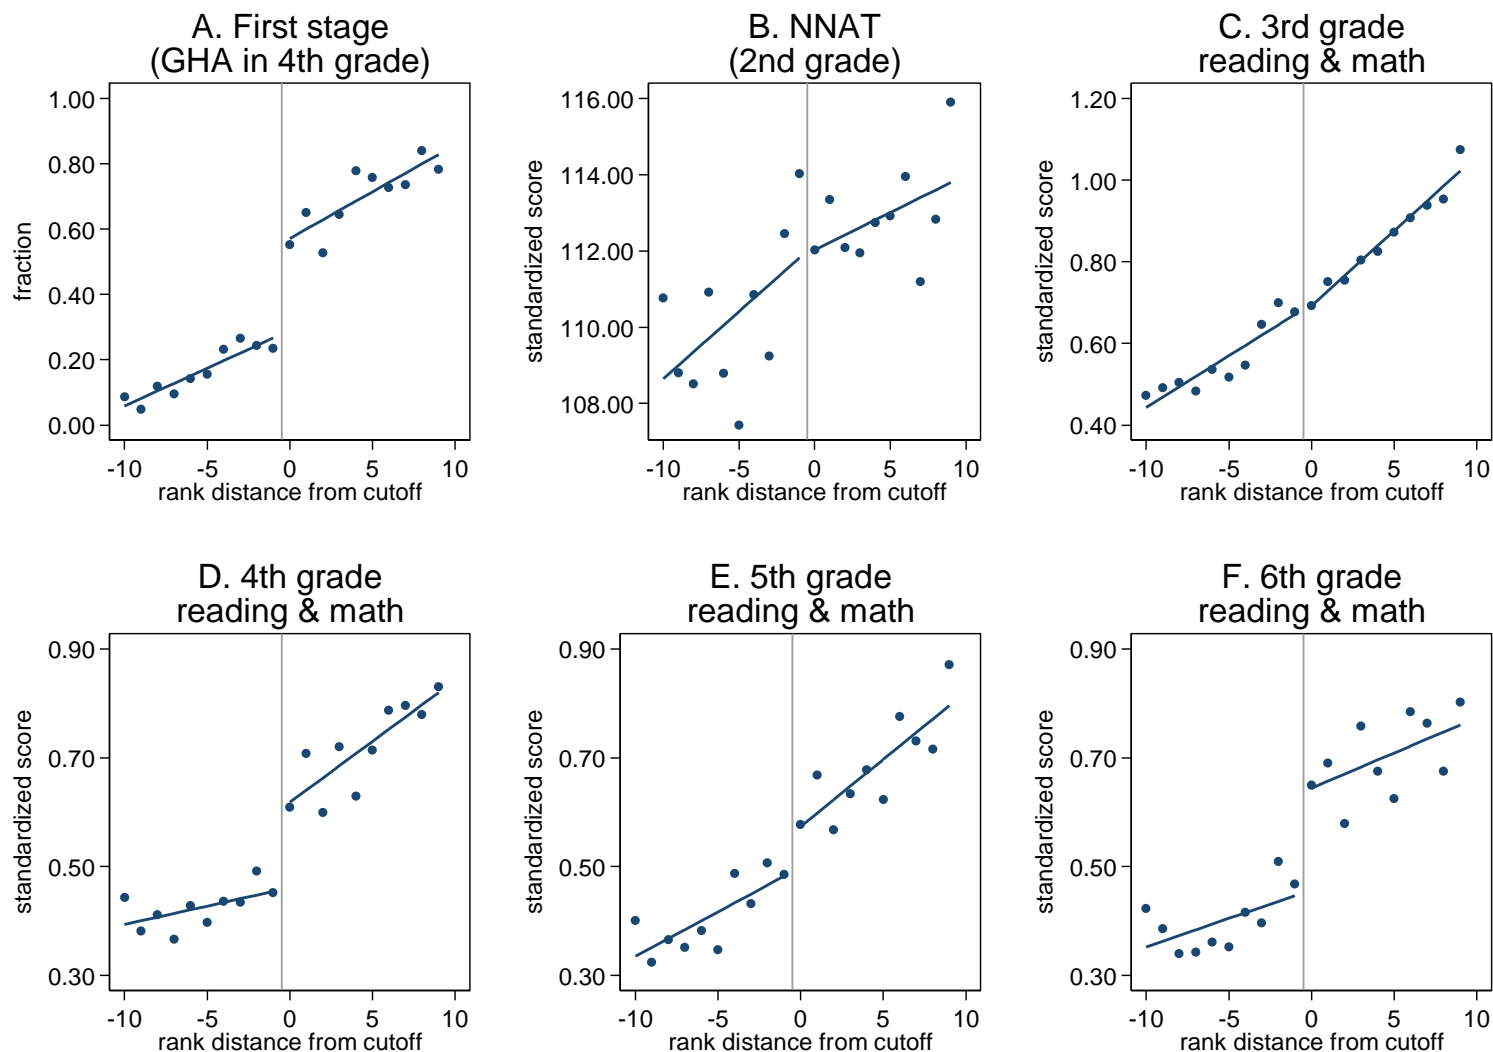 A. First stage
(GHA in 4th grade)
fraction
1.00
0.80
0.60
0.40
0.20
0.00
-10 -5 0 5 10
rank distance from cutoff
B. NNAT
(2nd grade)
standardized score
116.00
114.00
112.00
110.00
108.00
-10 -5 0 5 10
rank distance from cutoff
C. 3rd grade
reading & math
standardized score
1.20
1.00
0.80
0.60
0.40
-10 -5 0 5 10
rank distance from cutoff
D. 4th grade
reading & math
standardized score
0.90
0.70
0.50
0.30
-10 -5 0 5 10
rank distance from cutoff
E. 5th grade
reading & math
standardized score
0.90
0.70
0.50
0.30
-10 -5 0 5 10
rank distance from cutoff
F. 6th grade
reading & math
standardized score
0.90
0.70
0.50
0.30
-10 -5 0 5 10
rank distance from cutoff